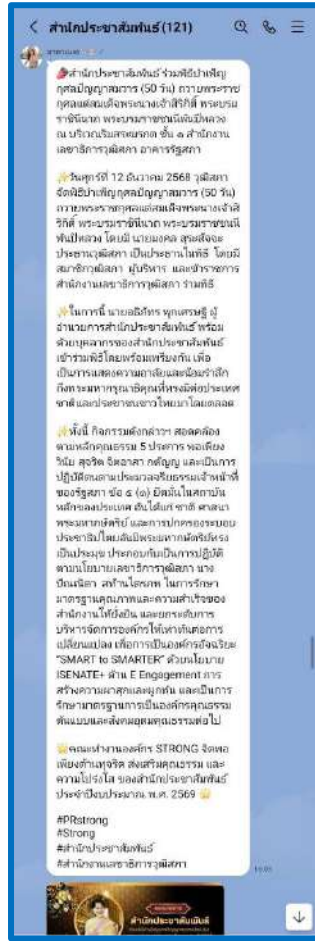 สำนักประชาสัมพันธ์ (121)
📣สำนักประชาสัมพันธ์ ร่วมพิธีบำเพ็ญ
กุศลปัญญาสมวาร (50 วัน) ถวายพระราช
กุศลแด่สมเด็จพระนางเจ้าสิริกิติ์ พระบรม
ราชินีนาถ พระบรมราชชนนีพันปีหลวง
ณ บริเวณริมสระมรกต ชั้น ๑ สำนักงาน
เลขาธิการวุฒิสภา อาคารรัฐสภา
✨วันศุกร์ที่ 12 ธันวาคม 2568 วุฒิสภา
จัดพิธีบำเพ็ญกุศลปัญญาสมวาร (50 วัน)
ถวายพระราชกุศลแด่สมเด็จพระนางเจ้าสิ
ริกิติ์ พระบรมราชินีนาถ พระบรมราชชนนี
พันปีหลวง โดยมี นายมงคล สุระสัจจะ
ประธานวุฒิสภา เป็นประธานในพิธี โดยมี
สมาชิกวุฒิสภา ผู้บริหาร และข้าราชการ
สำนักงานเลขาธิการวุฒิสภา ร่วมพิธี
✨ในการนี้ นายอธิภัทร พุกเศรษฐี ผู้
อำนวยการสำนักประชาสัมพันธ์ พร้อม
ด้วยบุคลากรของสำนักประชาสัมพันธ์
เข้าร่วมพิธีโดยพร้อมเพรียงกัน เพื่อ
เป็นการแสดงความอาลัยและน้อมรำลึก
ถึงพระมหากรุณาธิคุณที่ทรงมีต่อประเทศ
ชาติและประชาชนชาวไทยมาโดยตลอด
✨ทั้งนี้ กิจกรรมดังกล่าวฯ สอดคล้อง
ตามหลักคุณธรรม 5 ประการ พอเพียง
วินัย สุจริต จิตอาสา กตัญญู และเป็นการ
ปฏิบัติตนตามประมวลจริยธรรมเจ้าหน้าที่
ของรัฐสภา ข้อ ๕ (๑) ยึดมั่นในสถาบัน
หลักของประเทศ อันได้แก่ ชาติ ศาสนา
พระมหากษัตริย์ และการปกครองระบอบ
ประชาธิปไตยอันมีพระมหากษัตริย์ทรง
เป็นประมุข ประกอบกับเป็นการปฏิบัติ
ตามนโยบายเลขาธิการวุฒิสภา นาง
ปัณณิตา สท้านไตรภพ ในการรักษา
มาตรฐานคุณภาพและความสำเร็จของ
สำนักงานให้ยั่งยืน และยกระดับการ
บริหารจัดการองค์กรให้เท่าทันต่อการ
เปลี่ยนแปลง เพื่อการเป็นองค์กรอัจฉริยะ
"SMART to SMARTER" ด้วยนโยบาย
ISENATE+ ด้าน E Engagement การ
สร้างความผาสุกและผูกพัน และเป็นการ
รักษามาตรฐานการเป็นองค์กรคุณธรรม
ต้นแบบและสังคมอุดมคุณธรรมต่อไป
🌟คณะทำงานองค์กร STRONG จิตพอ
เพียงต้านทุจริต ส่งเสริมคุณธรรม และ
ความโปร่งใส ของสำนักประชาสัมพันธ์
ประจำปีงบประมาณ พ.ศ. 2569 🌟
#PRstrong
#Strong
#สำนักประชาสัมพันธ์
#สำนักงานเลขาธิการวุฒิสภา
สำนักประชาสัมพันธ์